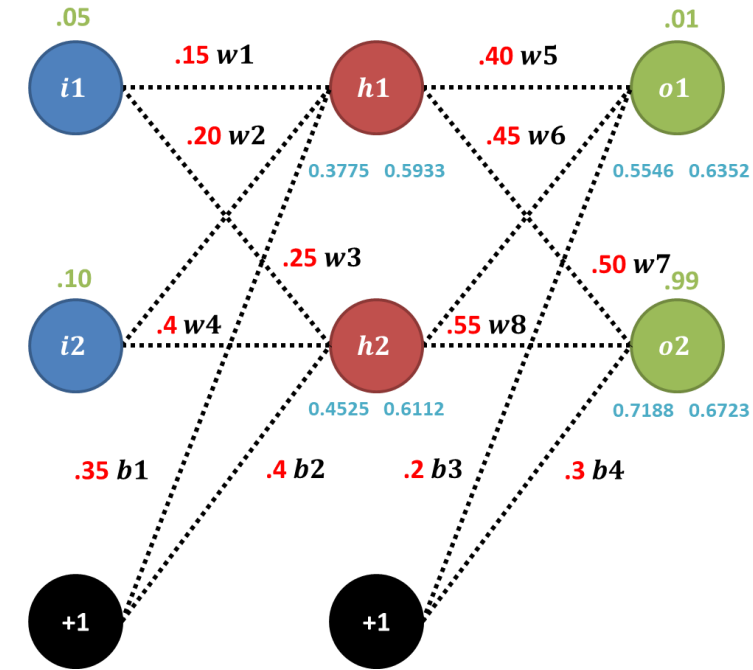 .05
.01
.15 w1
.40 w5
i1
h1
o1
.20 w2
.45 w6
0.3775 0.5933
0.5546 0.6352
.25 w3
.50 w7
.10
.99
.4 w4
.55 w8
i2
h2
o2
0.4525 0.6112
0.7188 0.6723
.35 b1
.4 b2
.2 b3
.3 b4
+1
+1